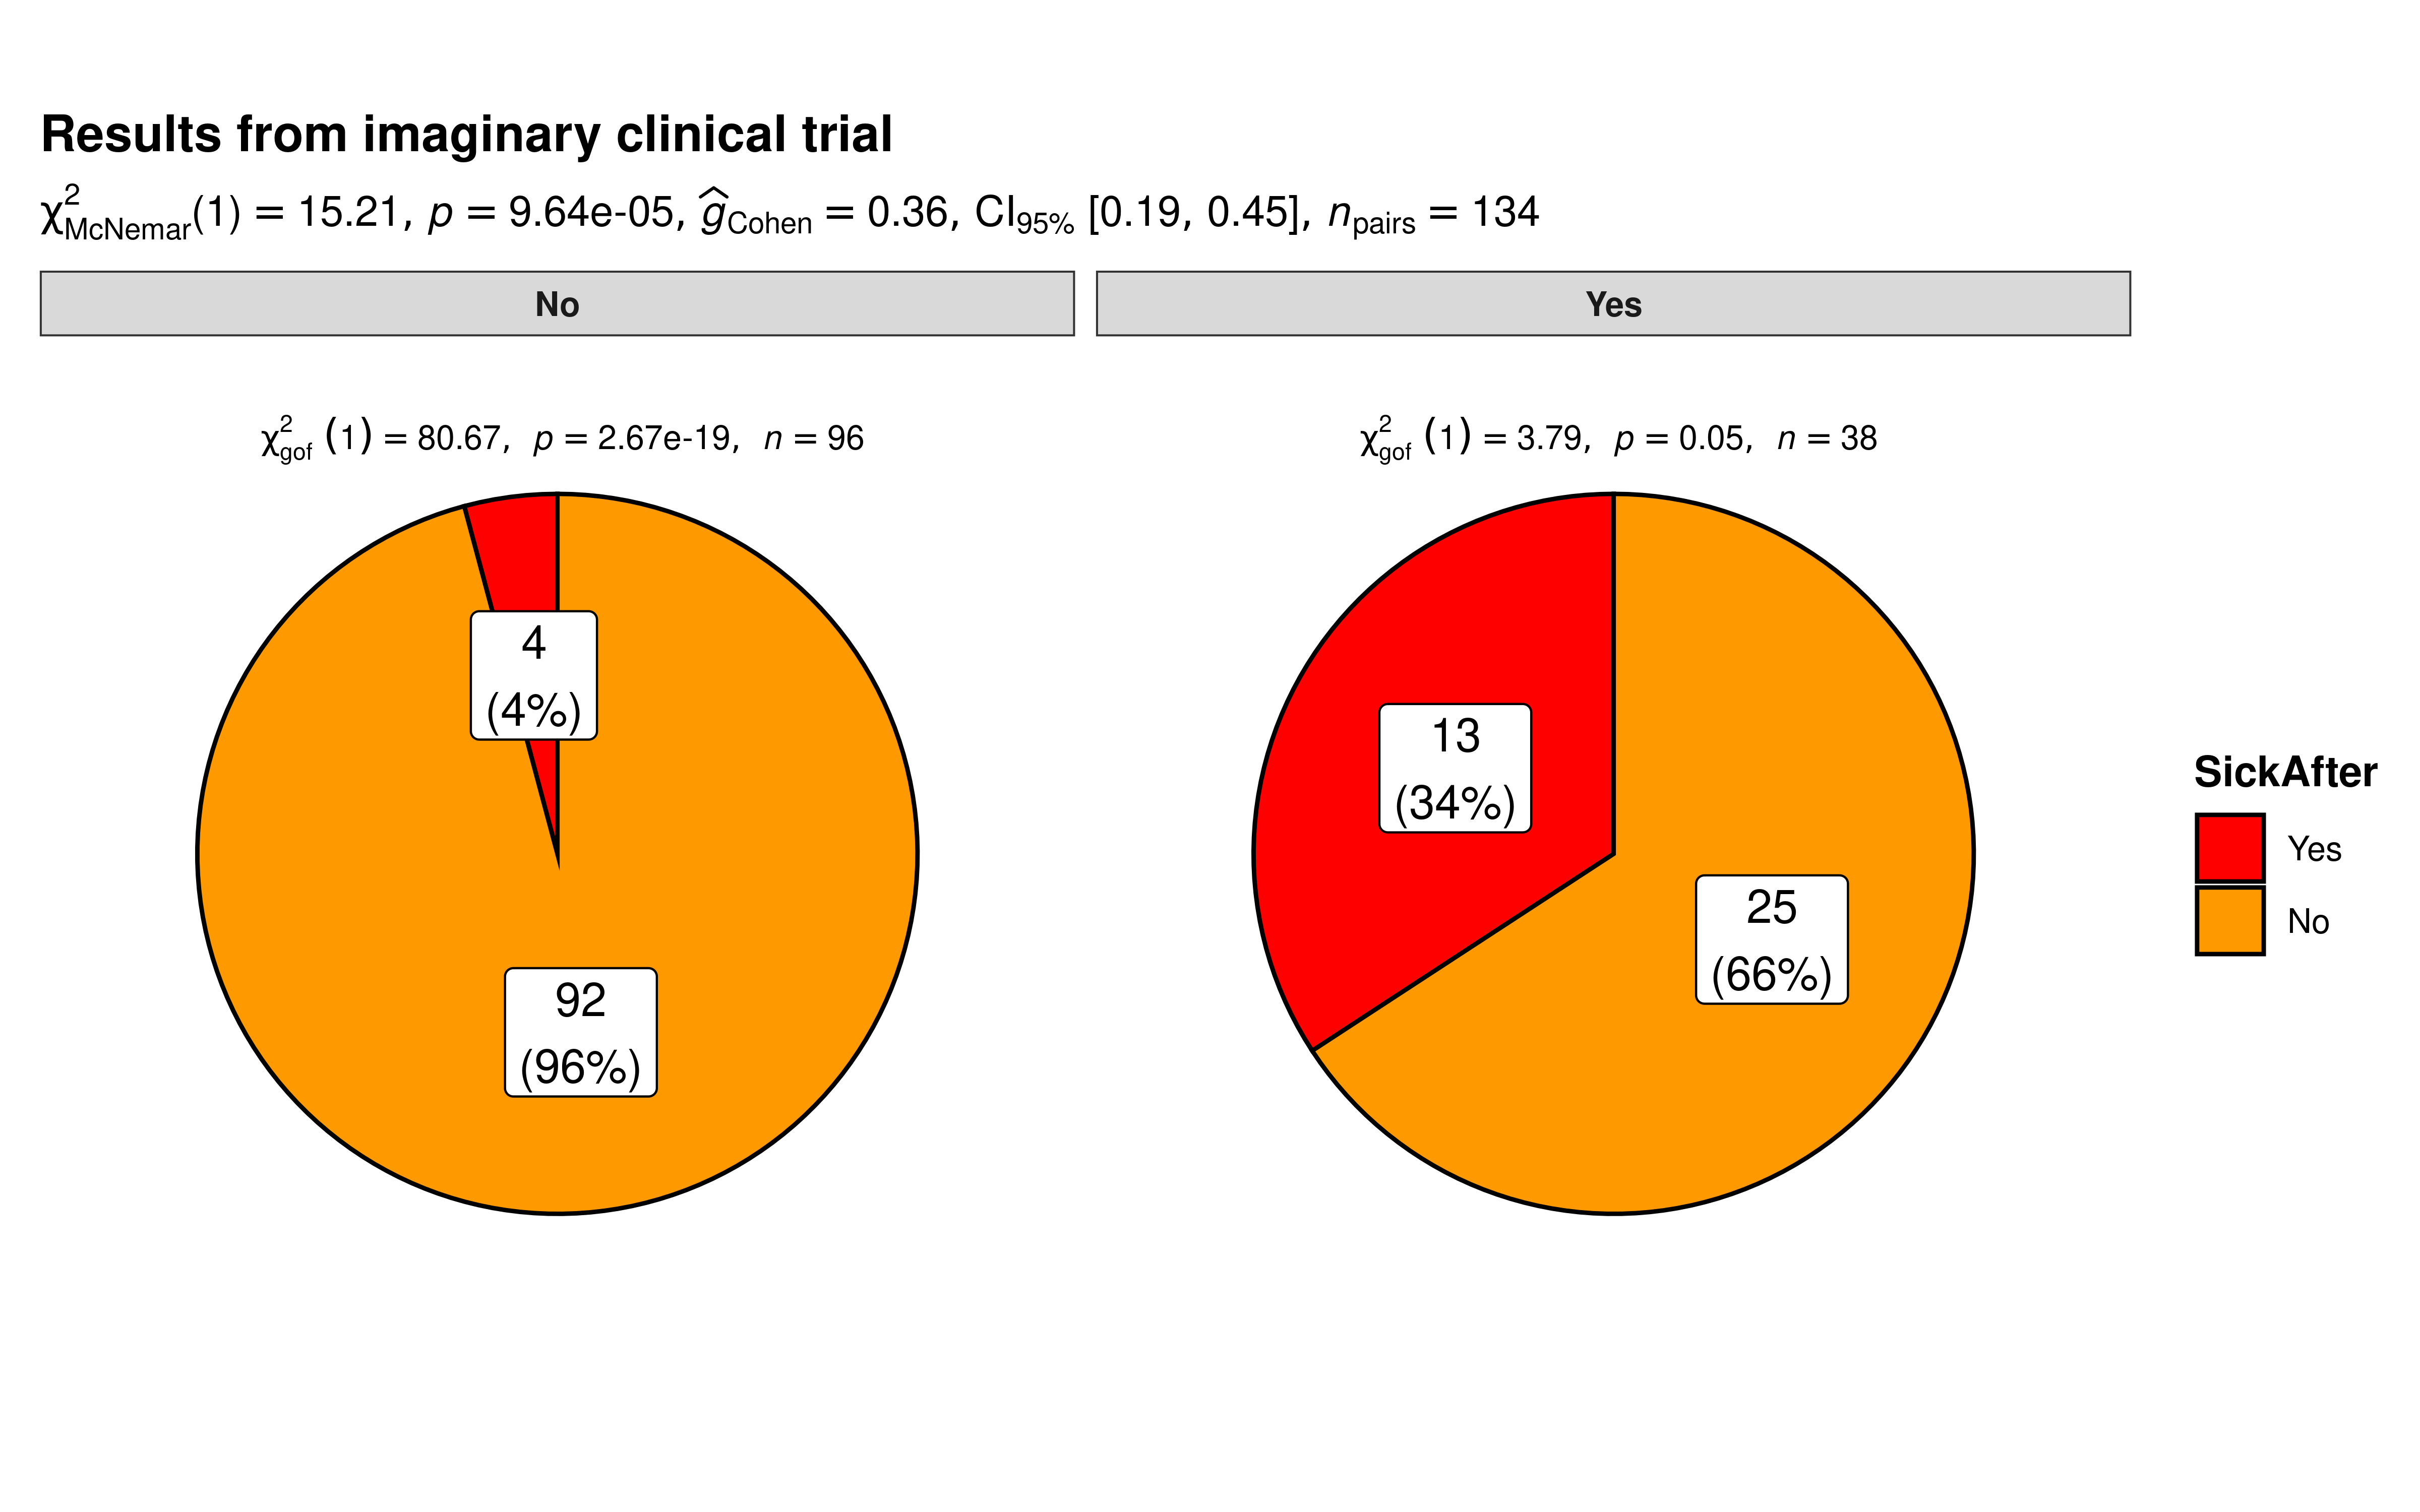 Results from imaginary clinical trial
χ²McNemar(1) = 15.21, p = 9.64e-05, ĝCohen = 0.36, CI95% [0.19, 0.45], npairs = 134
No
Yes
χ²gof (1) = 80.67, p = 2.67e-19, n = 96
χ²gof (1) = 3.79, p = 0.05, n = 38
4
(4%)
92
(96%)
13
(34%)
25
(66%)
SickAfter
Yes
No